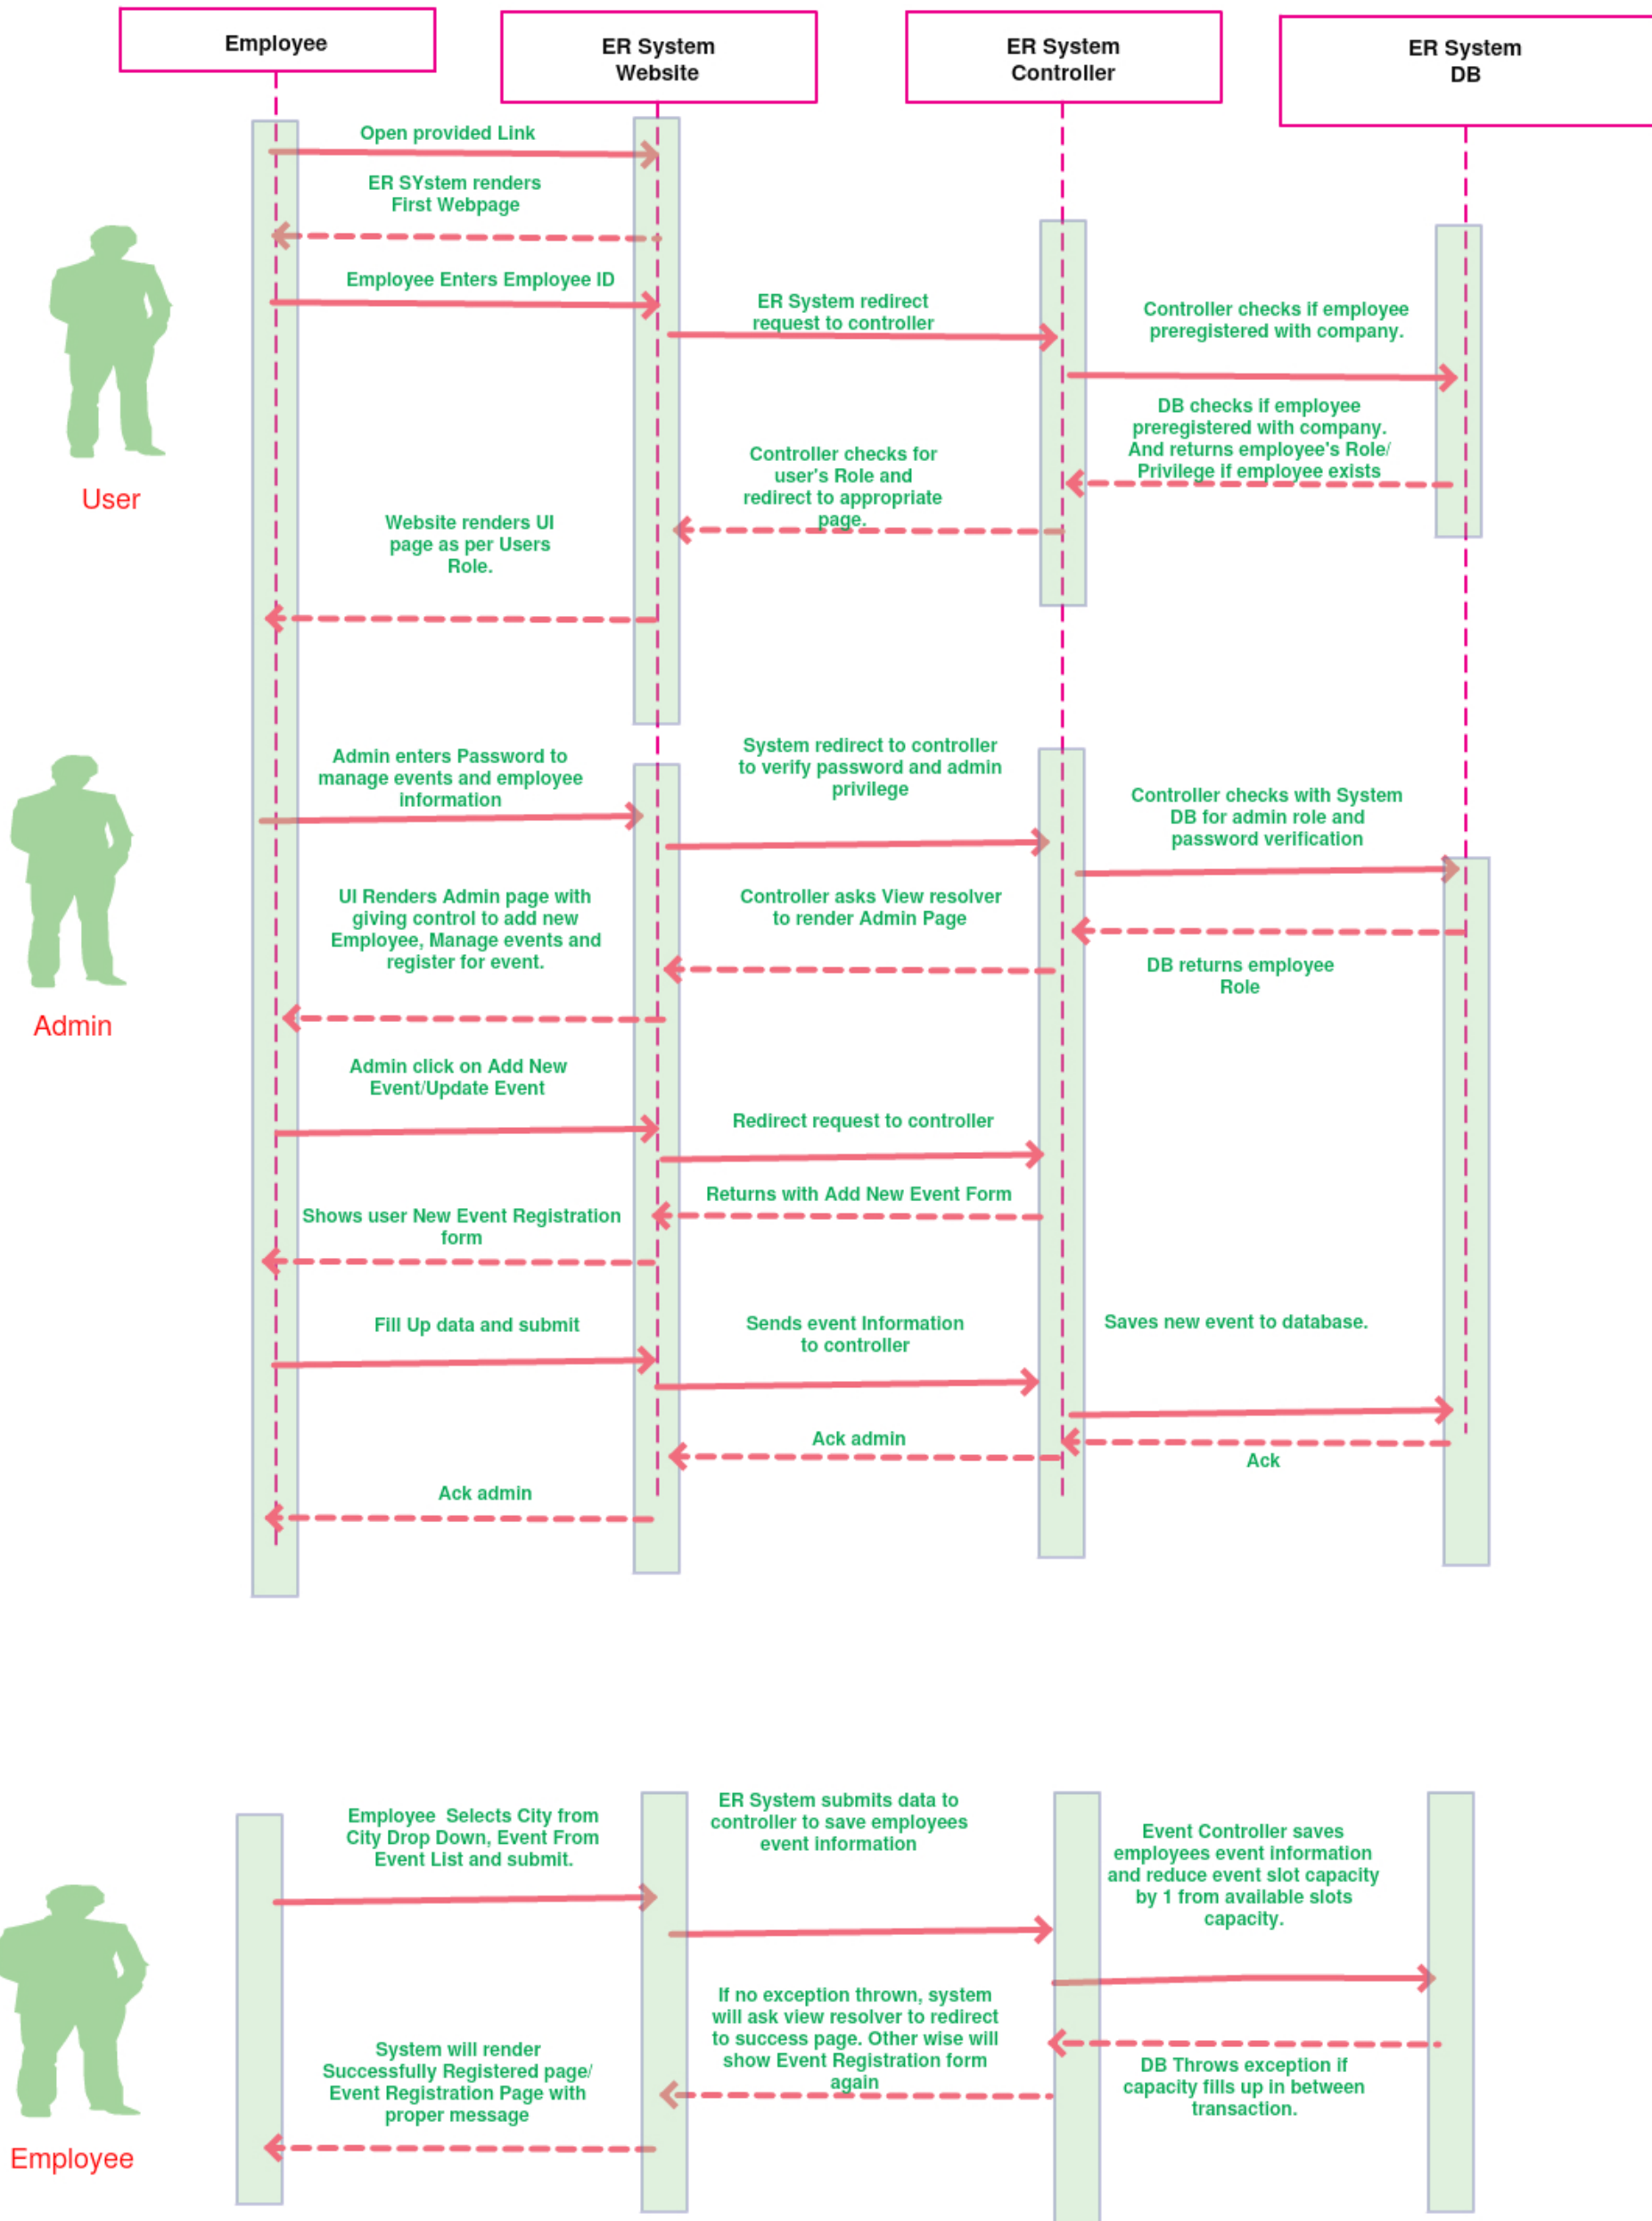 Employee
ER System
Website
ER System
Controller
ER System
DB
Open provided Link
ER SYstem renders
First Webpage
Employee Enters Employee ID
ER System redirect
request to controller
Controller checks if employee
preregistered with company.
DB checks if employee
preregistered with company.
And returns employee's Role/
Privilege if employee exists
Controller checks for
user's Role and
redirect to appropriate
page.
Website renders UI
page as per Users
Role.
User
Admin enters Password to
manage events and employee
information
System redirect to controller
to verify password and admin
privilege
Controller checks with System
DB for admin role and
password verification
DB returns employee
Role
Controller asks View resolver
to render Admin Page
UI Renders Admin page with
giving control to add new
Employee, Manage events and
register for event.
Admin
Admin click on Add New
Event/Update Event
Redirect request to controller
Returns with Add New Event Form
Shows user New Event Registration
form
Fill Up data and submit
Sends event Information
to controller
Saves new event to database.
Ack
Ack admin
Ack admin
Employee  Selects City from
City Drop Down, Event From
Event List and submit.
ER System submits data to
controller to save employees
event information
Event Controller saves
employees event information
and reduce event slot capacity
by 1 from available slots
capacity.
DB Throws exception if
capacity fills up in between
transaction.
If no exception thrown, system
will ask view resolver to redirect
to success page. Other wise will
show Event Registration form
again
System will render
Successfully Registered page/
Event Registration Page with
proper message
Employee